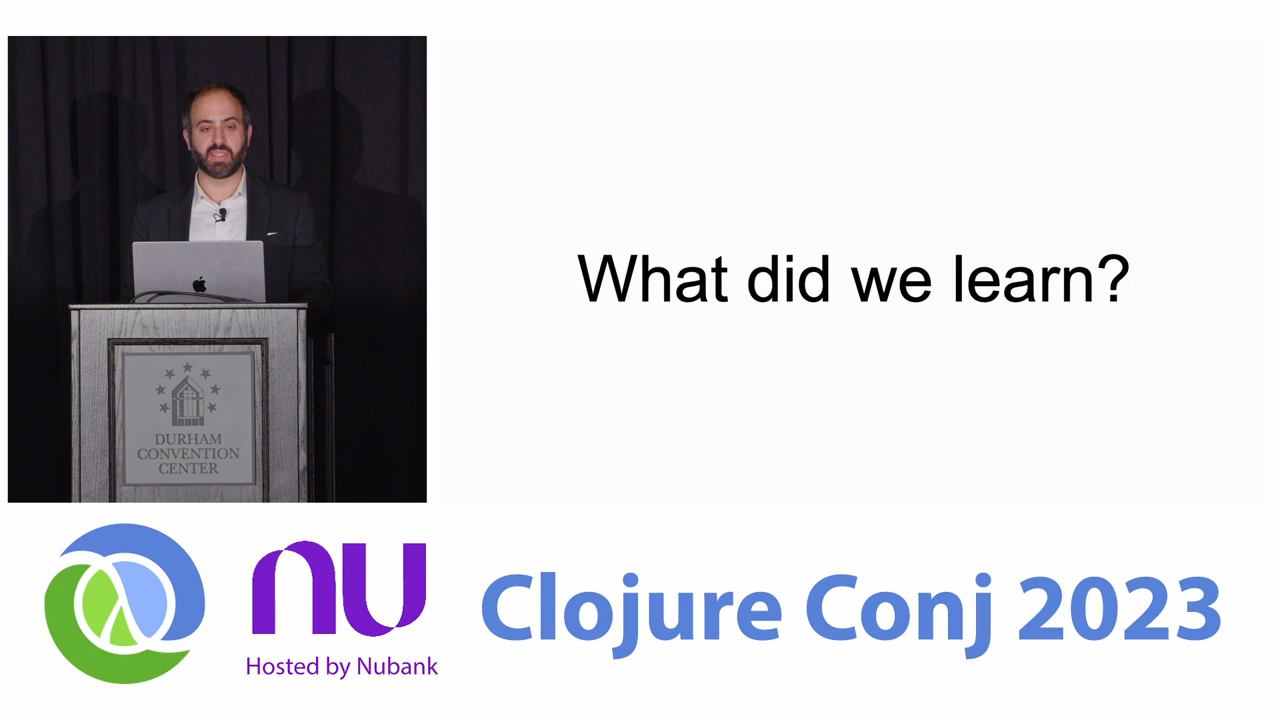 What did we learn?
DURHAM
CONVENTION
CENTER
nu
Hosted by Nubank
Clojure Conj 2023